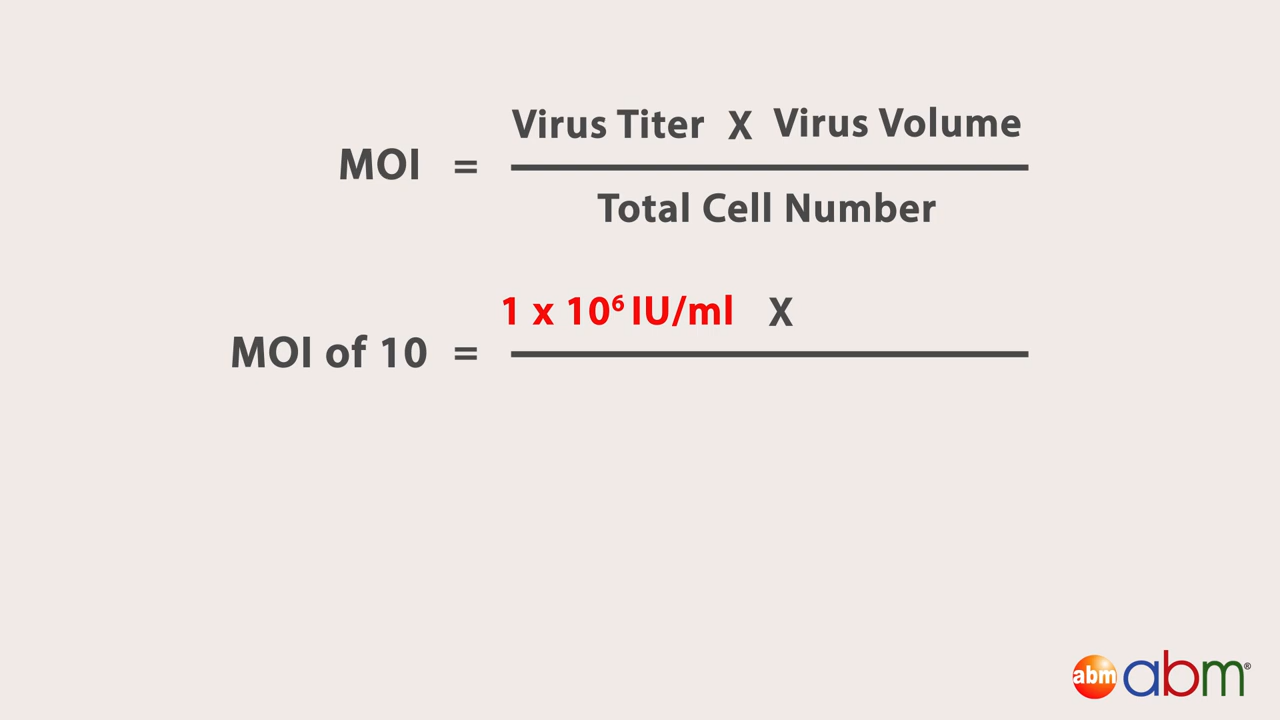 Virus Titer X Virus Volume
MOI =
Total Cell Number
1 x 10⁶ IU/ml X
MOI of 10 =
abm abm®